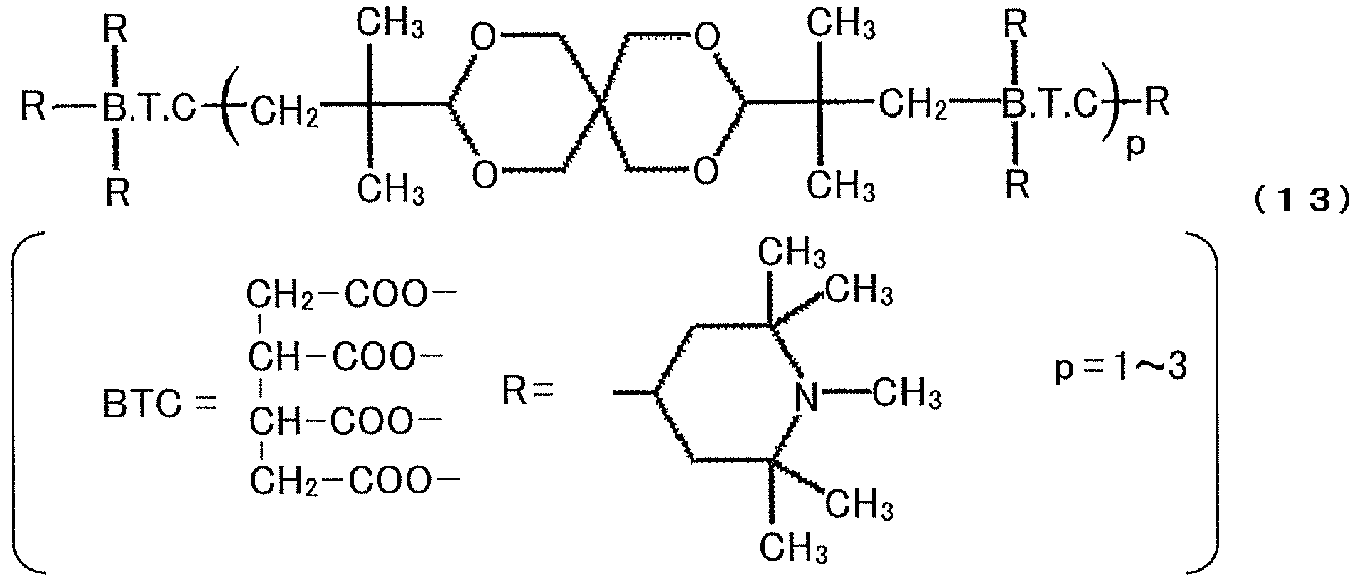 R CH₃ O O CH₃ R
R—B.T.C—(CH₂ CH₂—B.T.C)—R
p
R CH₃ O O CH₃ R
(13)
CH₃
CH₂—COO— CH₃
CH—COO— p=1~3
BTC= R= N—CH₃
CH—COO—
CH₂—COO— CH₃
CH₃